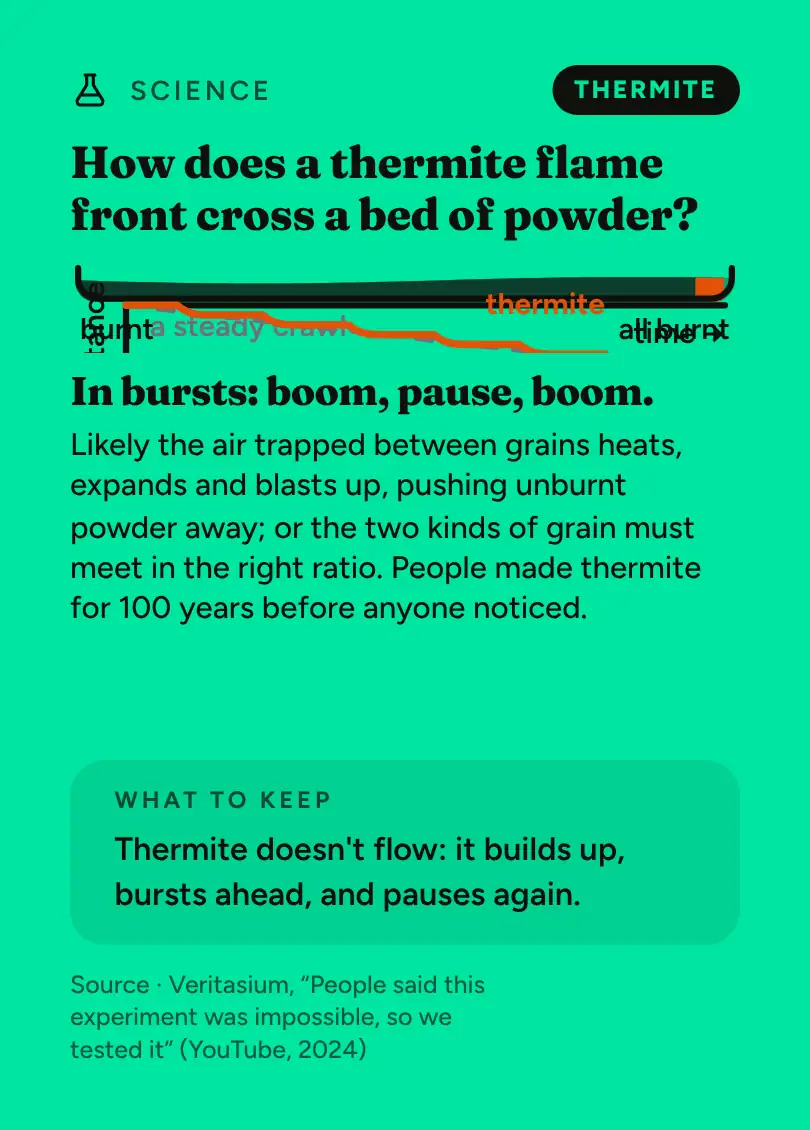 SCIENCE
THERMITE
How does a thermite flame
front cross a bed of powder?
thermite
burnt
a steady crawl
all burnt
time →
In bursts: boom, pause, boom.
Likely the air trapped between grains heats,
expands and blasts up, pushing unburnt
powder away; or the two kinds of grain must
meet in the right ratio. People made thermite
for 100 years before anyone noticed.
WHAT TO KEEP
Thermite doesn't flow: it builds up,
bursts ahead, and pauses again.
Source · Veritasium, “People said this
experiment was impossible, so we
tested it” (YouTube, 2024)